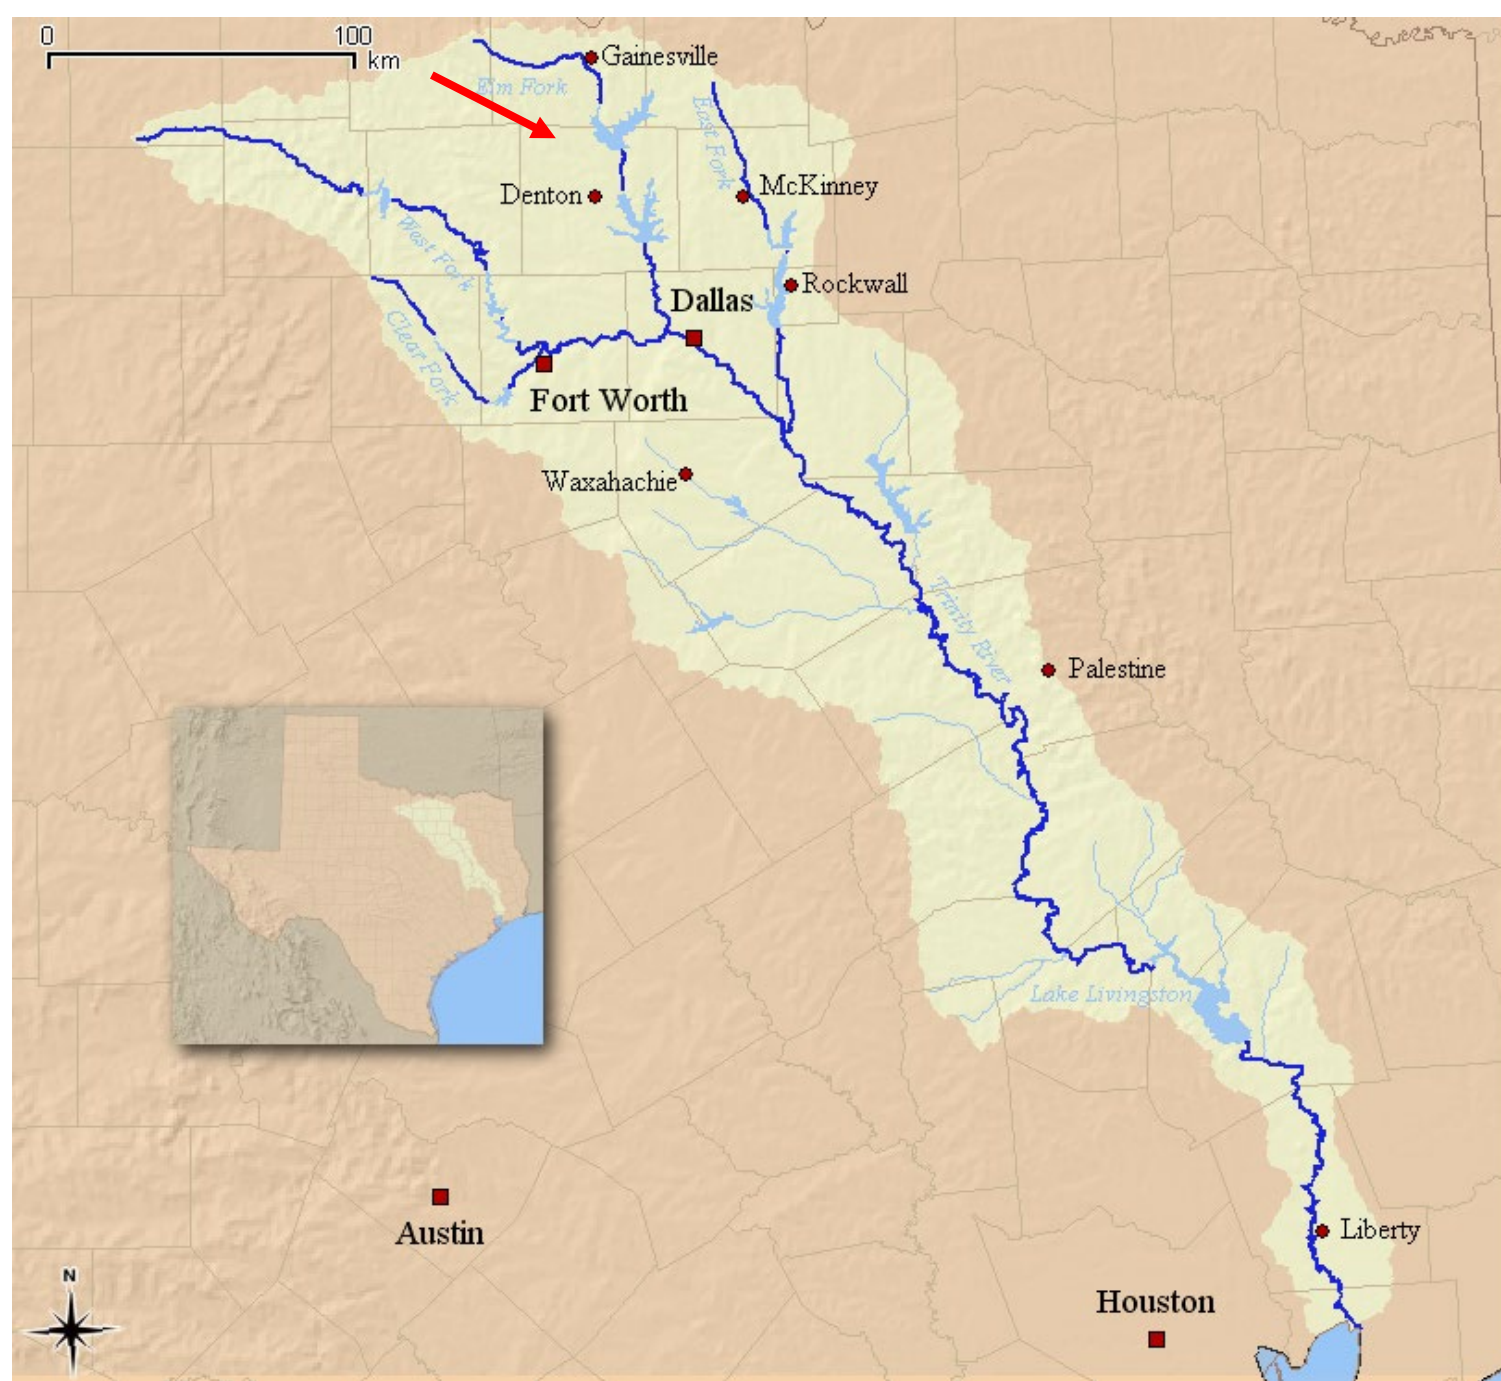 0 100
km
Gainesville
Elm Fork
East Fork
McKinney
Denton
West Fork
Rockwall
Dallas
Clear Fork
Fort Worth
Waxahachie
Trinity River
Palestine
Lake Livingston
Austin
Liberty
N
Houston